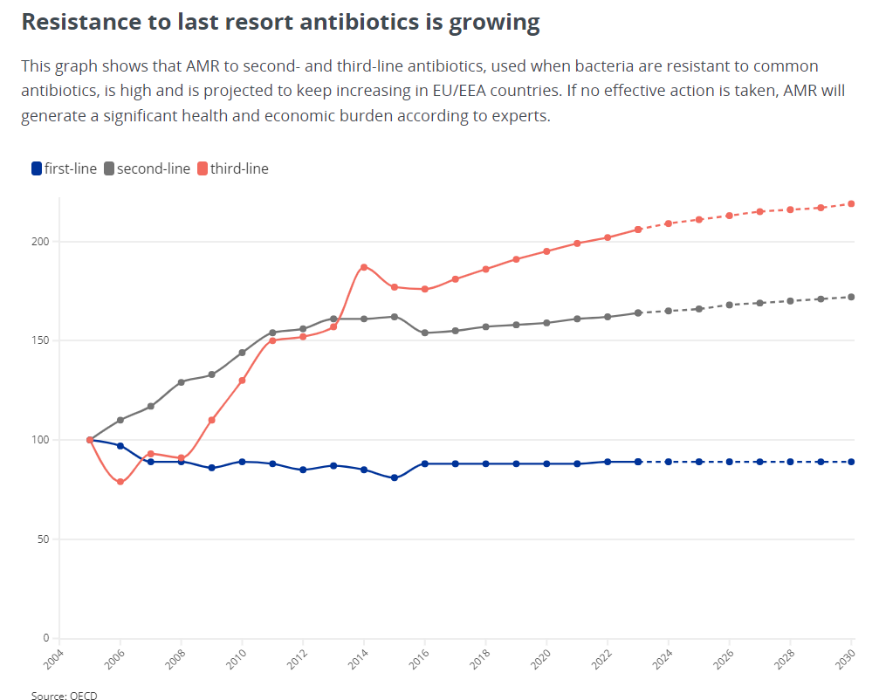 Resistance to last resort antibiotics is growing
This graph shows that AMR to second- and third-line antibiotics, used when bacteria are resistant to common
antibiotics, is high and is projected to keep increasing in EU/EEA countries. If no effective action is taken, AMR will
generate a significant health and economic burden according to experts.
first-line second-line third-line
200
150
100
50
0
2004 2006 2008 2010 2012 2014 2016 2018 2020 2022 2024 2026 2028 2030
Source: OECD